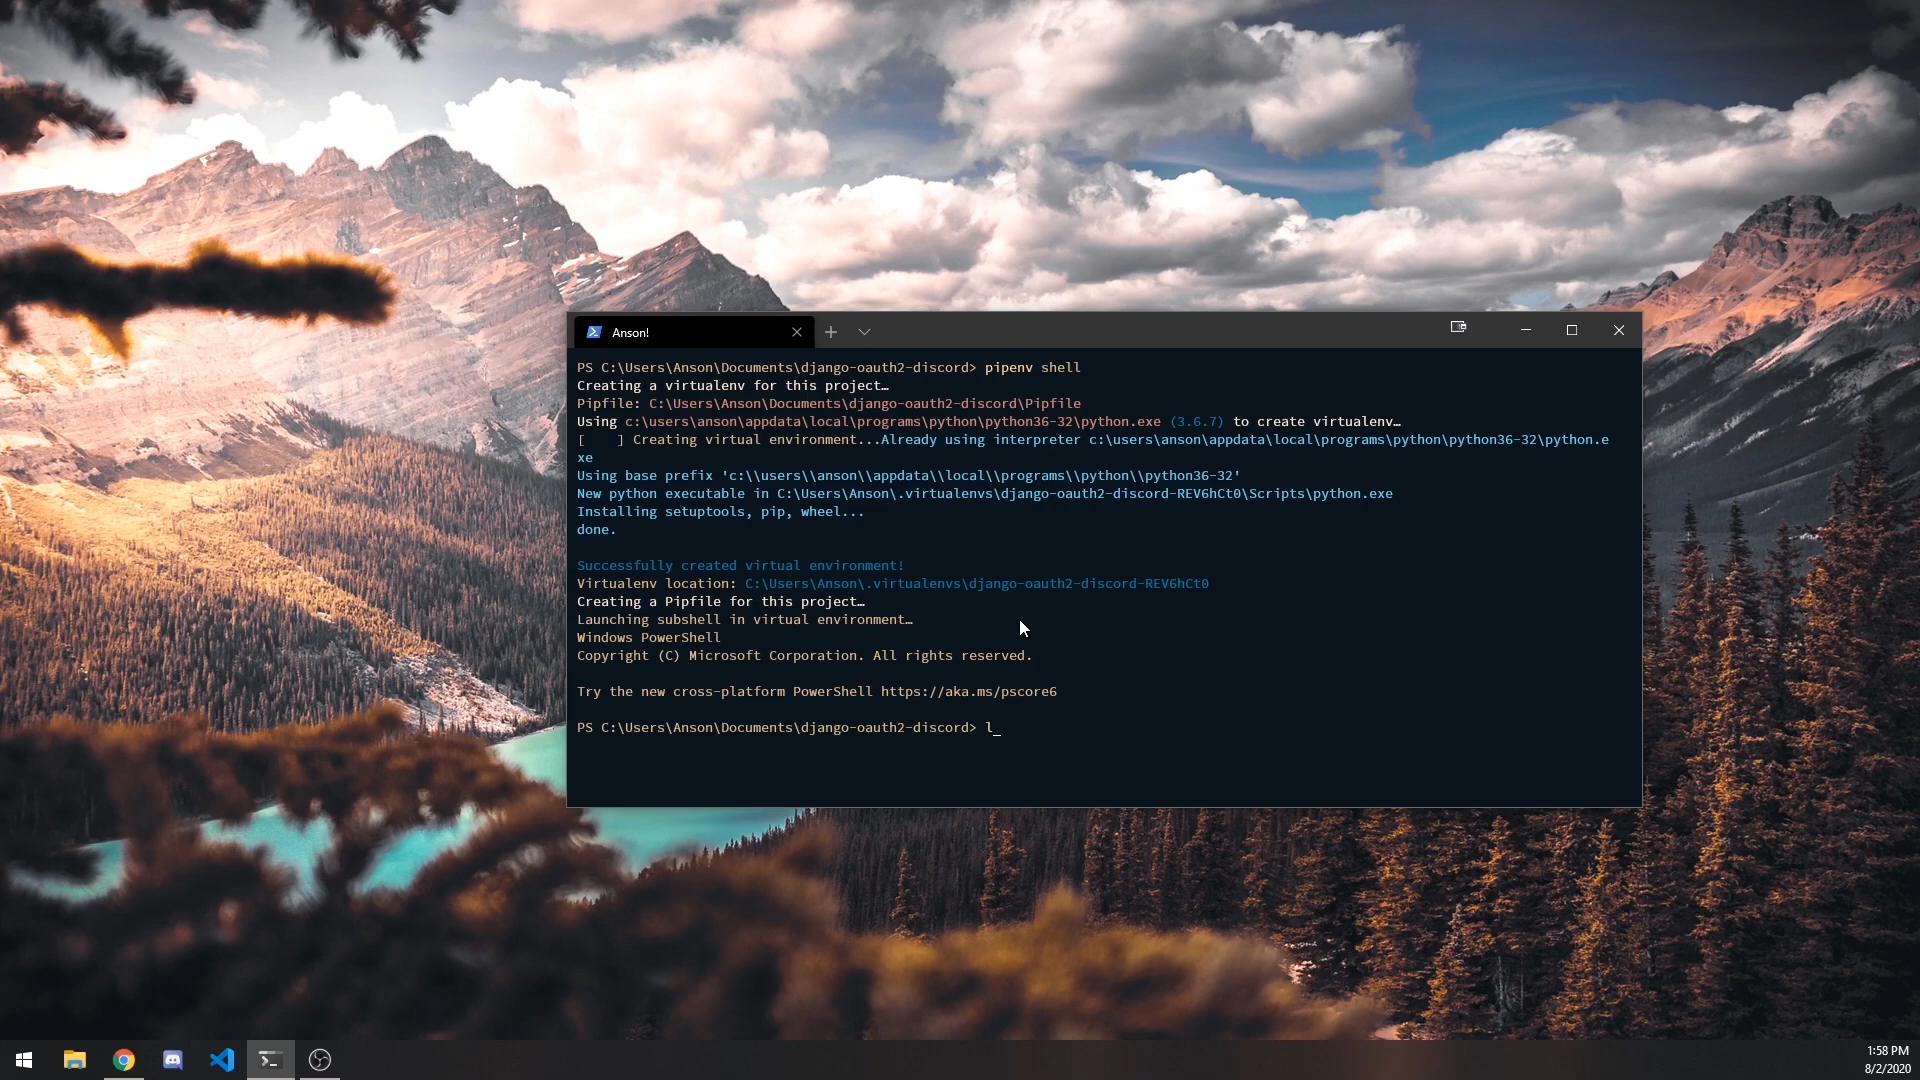 Anson!
PS C:\Users\Anson\Documents\django-oauth2-discord> pipenv shell
Creating a virtualenv for this project…
Pipfile: C:\Users\Anson\Documents\django-oauth2-discord\Pipfile
Using c:\users\anson\appdata\local\programs\python\python36-32\python.exe (3.6.7) to create virtualenv…
[    ] Creating virtual environment...Already using interpreter c:\users\anson\appdata\local\programs\python\python36-32\python.e
xe
Using base prefix 'c:\\users\\anson\\appdata\\local\\programs\\python\\python36-32'
New python executable in C:\Users\Anson\.virtualenvs\django-oauth2-discord-REV6hCt0\Scripts\python.exe
Installing setuptools, pip, wheel...
done.
Successfully created virtual environment!
Virtualenv location: C:\Users\Anson\.virtualenvs\django-oauth2-discord-REV6hCt0
Creating a Pipfile for this project…
Launching subshell in virtual environment…
Windows PowerShell
Copyright (C) Microsoft Corporation. All rights reserved.
Try the new cross-platform PowerShell https://aka.ms/pscore6
PS C:\Users\Anson\Documents\django-oauth2-discord> l_
1:58 PM
8/2/2020